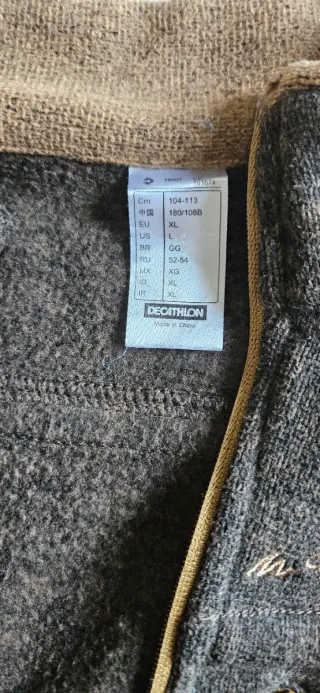 Cm 104-113
中国 180/108B
EU XL
US L
BR GG
RU 52-54
MX XG
ID XL
IR XL
DECATHLON
Made in China